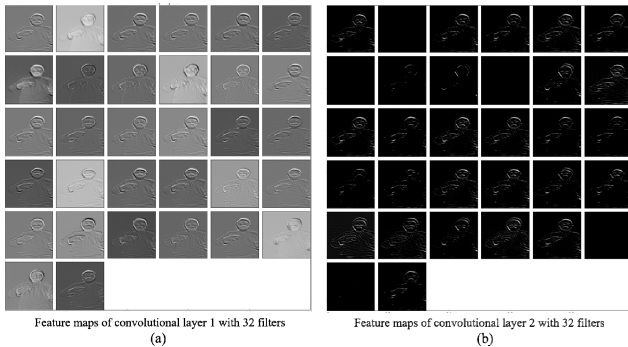 Feature maps of convolutional layer 1 with 32 filters
(a)
Feature maps of convolutional layer 2 with 32 filters
(b)